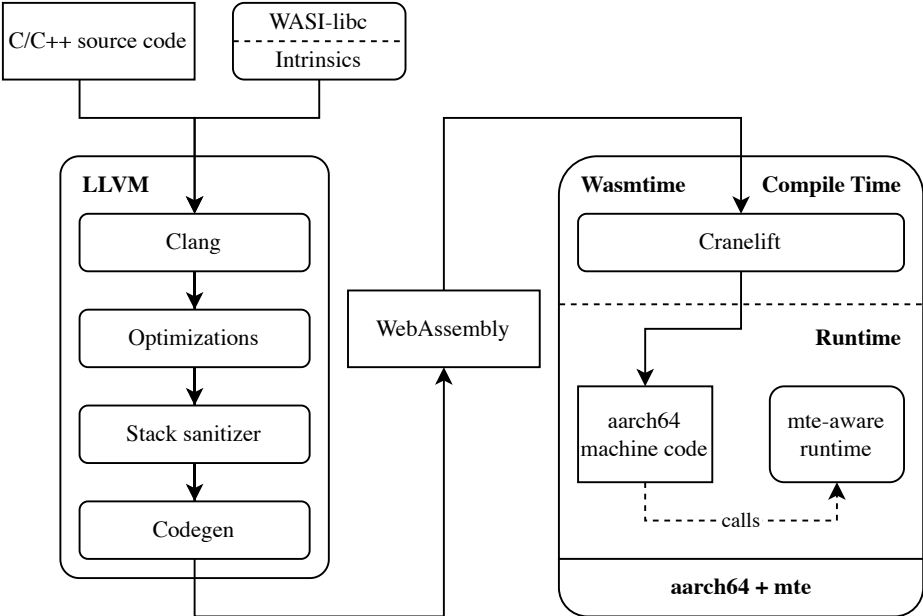 C/C++ source code
WASI-libc
Intrinsics
LLVM
Clang
Optimizations
Stack sanitizer
Codegen
WebAssembly
Wasmtime
Compile Time
Cranelift
Runtime
aarch64
machine code
mte-aware
runtime
calls
aarch64 + mte